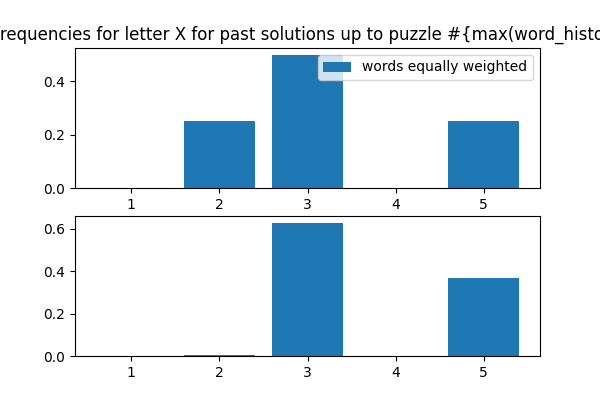 requencies for letter X for past solutions up to puzzle #{max(word_histo
words equally weighted
0.4
0.2
0.0
1 2 3 4 5
0.6
0.4
0.2
0.0
1 2 3 4 5